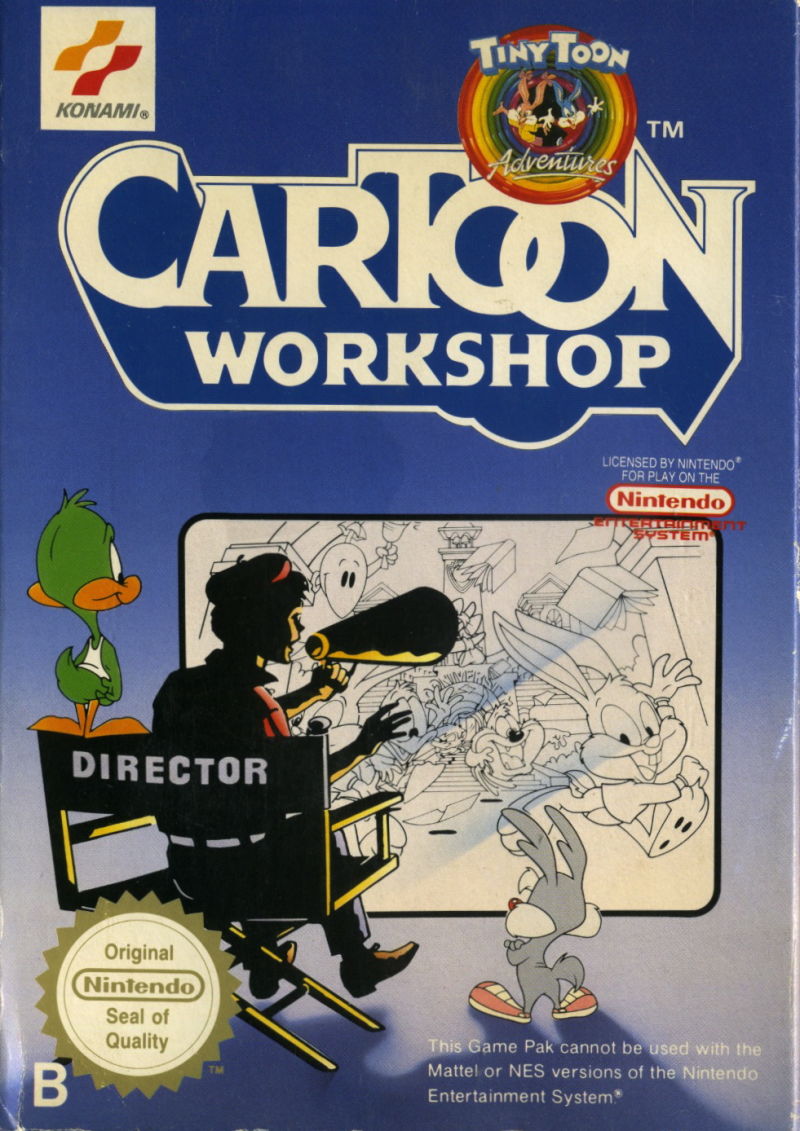 KONAMI®
TINY TOON
Adventures
TM
CARTOON
WORKSHOP
LICENSED BY NINTENDO®
FOR PLAY ON THE
Nintendo
ENTERTAINMENT
SYSTEM®
DIRECTOR
Original
Nintendo
Seal of
Quality
TM
B
This Game Pak cannot be used with the
Mattel or NES versions of the Nintendo
Entertainment System®